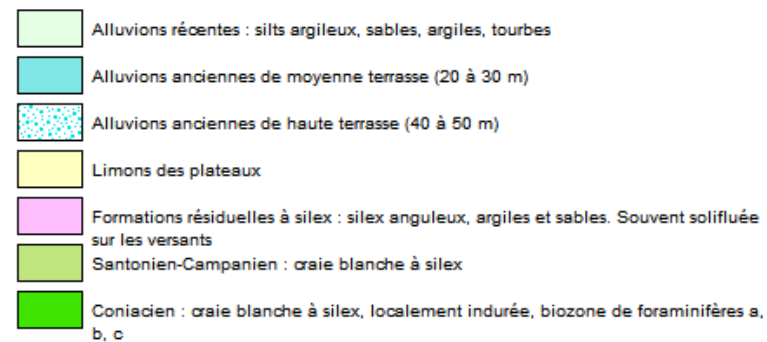 Alluvions récentes : silts argileux, sables, argiles, tourbes
Alluvions anciennes de moyenne terrasse (20 à 30 m)
Alluvions anciennes de haute terrasse (40 à 50 m)
Limons des plateaux
Formations résiduelles à silex : silex anguleux, argiles et sables. Souvent soliflués
sur les versants
Santonien-Campanien : craie blanche à silex
Coniacien : craie blanche à silex, localement indurée, biozone de foraminifères a,
b, c